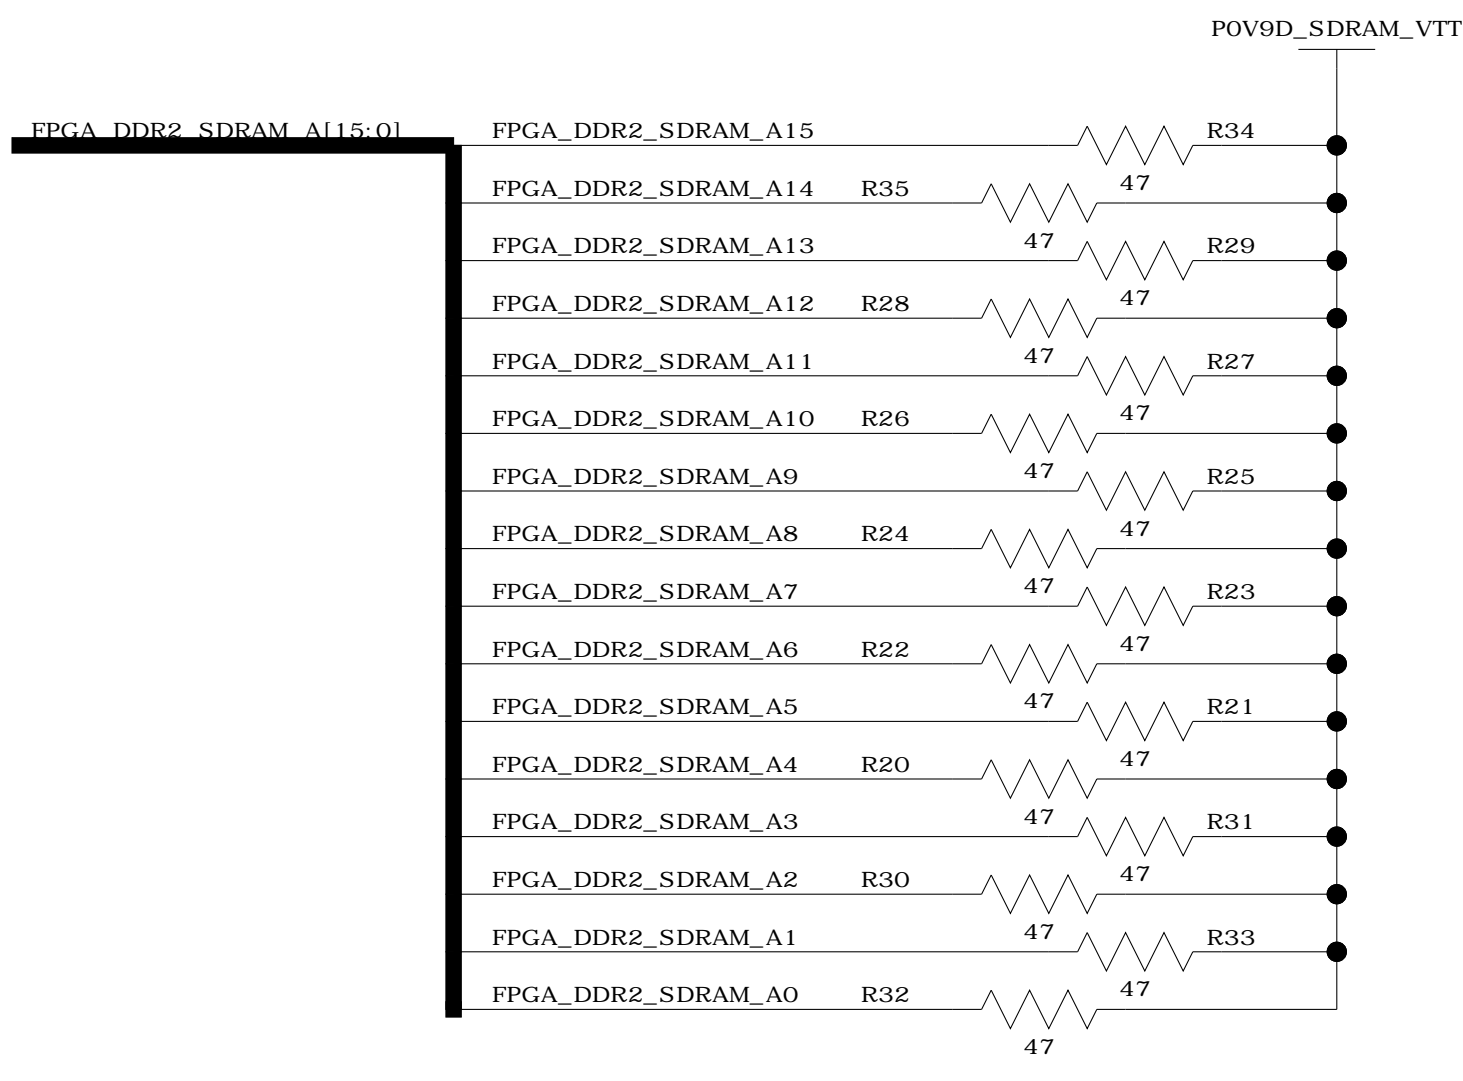 P0V9D_SDRAM_VTT
FPGA_DDR2_SDRAM_A[15:0]
FPGA_DDR2_SDRAM_A15 R34
47
FPGA_DDR2_SDRAM_A14 R35
47
FPGA_DDR2_SDRAM_A13 R29
47
FPGA_DDR2_SDRAM_A12 R28
47
FPGA_DDR2_SDRAM_A11 R27
47
FPGA_DDR2_SDRAM_A10 R26
47
FPGA_DDR2_SDRAM_A9 R25
47
FPGA_DDR2_SDRAM_A8 R24
47
FPGA_DDR2_SDRAM_A7 R23
47
FPGA_DDR2_SDRAM_A6 R22
47
FPGA_DDR2_SDRAM_A5 R21
47
FPGA_DDR2_SDRAM_A4 R20
47
FPGA_DDR2_SDRAM_A3 R31
47
FPGA_DDR2_SDRAM_A2 R30
47
FPGA_DDR2_SDRAM_A1 R33
47
FPGA_DDR2_SDRAM_A0 R32
47